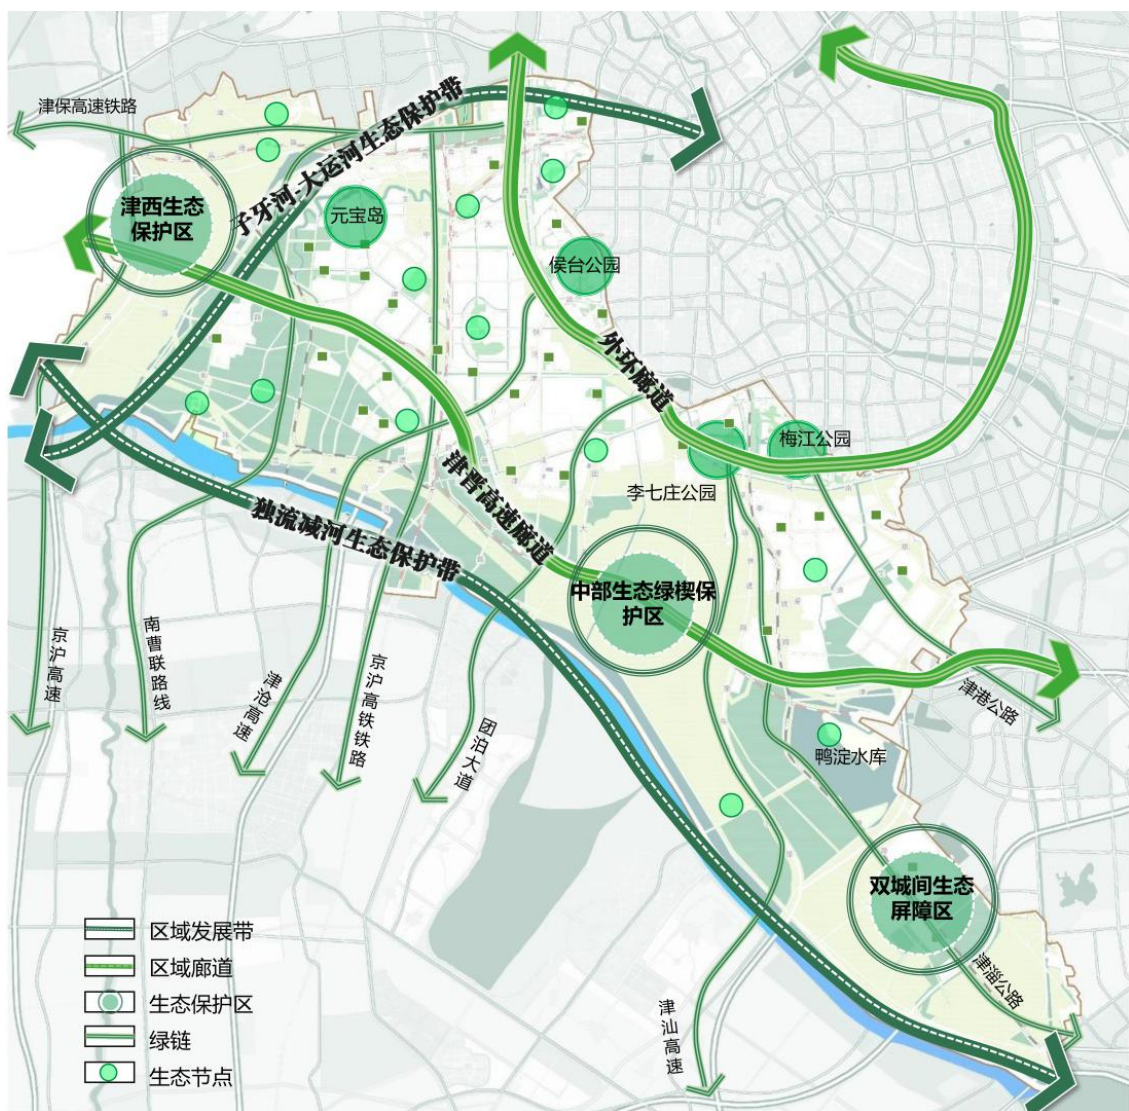 津保高速铁路
子牙河-大运河生态保护带
津西生态
保护区
元宝岛
侯台公园
外环廊道
梅江公园
李七庄公园
津晋高速廊道
独流减河生态保护带
中部生态绿楔保
护区
京沪高速
南曹联路线
津沧高速
京沪高铁铁路
团泊大道
津港公路
鸭淀水库
双城间生态
屏障区
津淄公路
津汕高速
区域发展带
区域廊道
生态保护区
绿链
生态节点